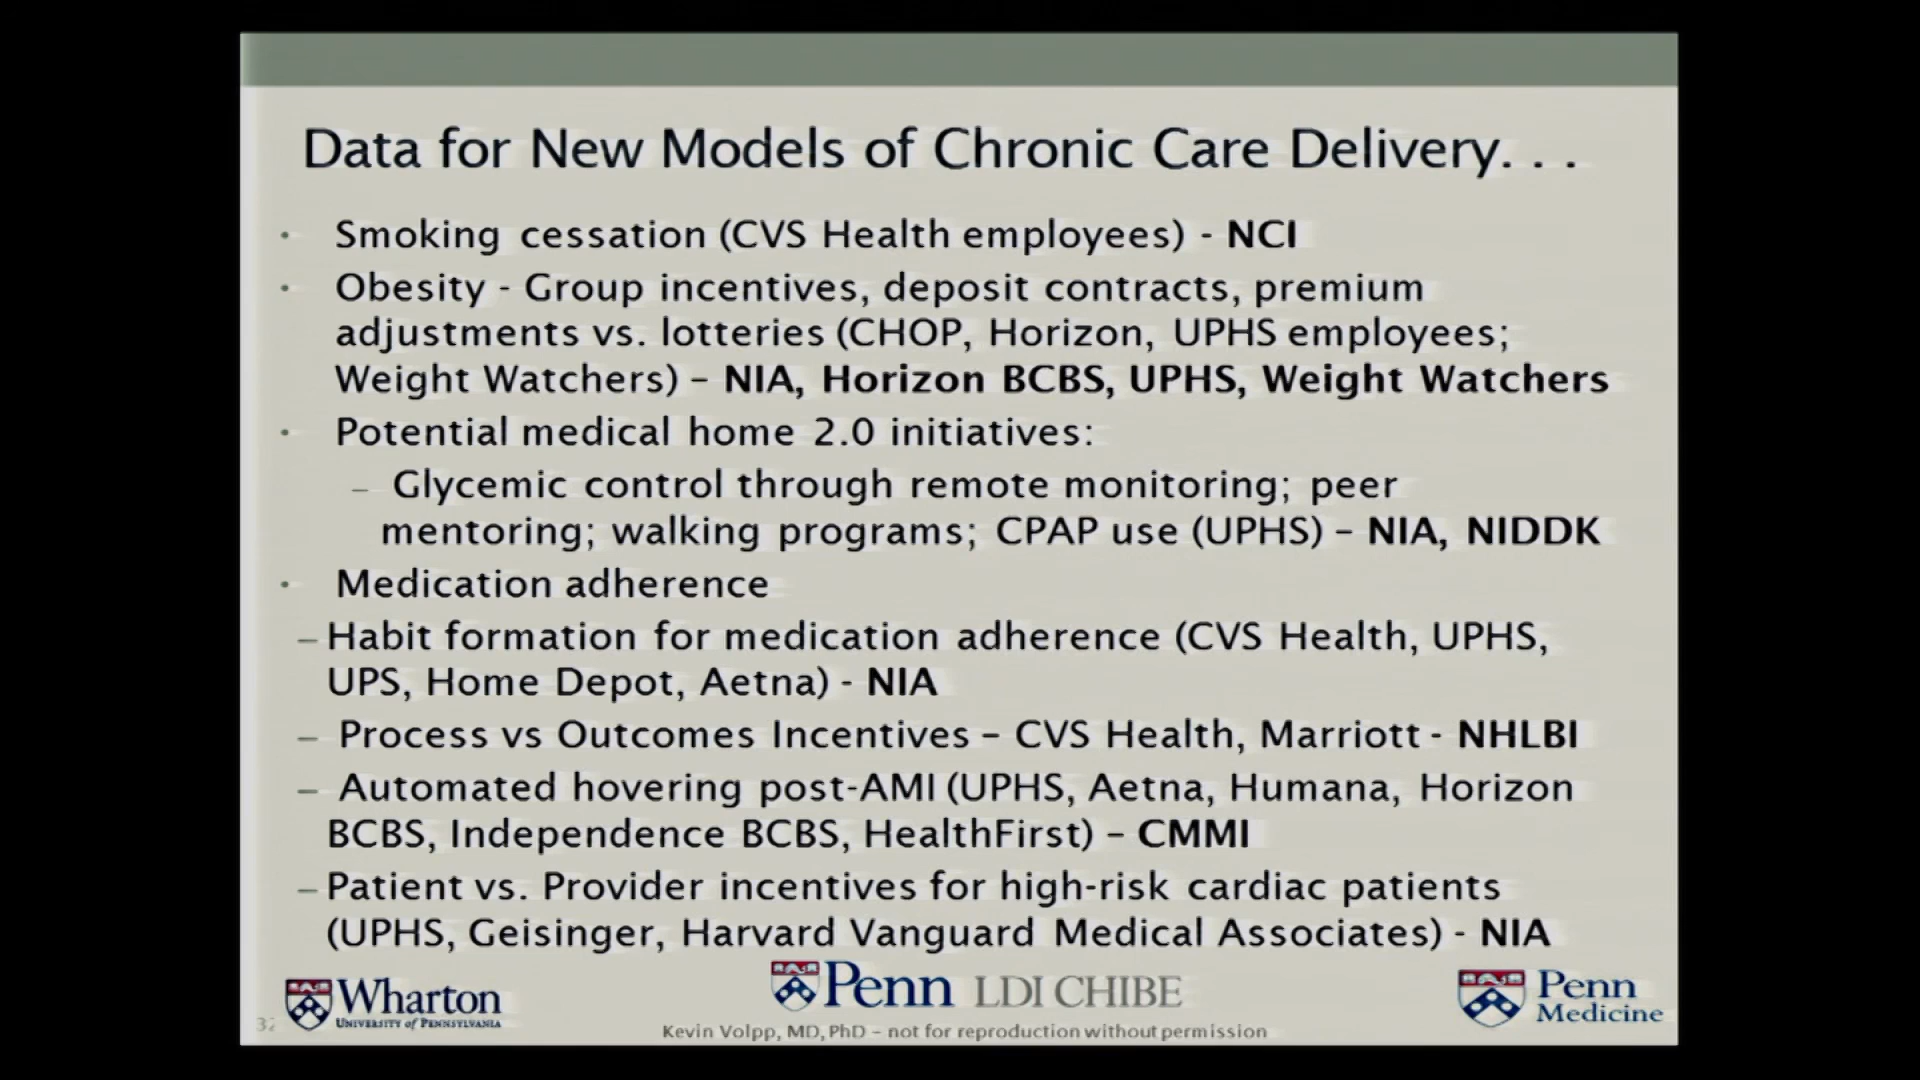 Data for New Models of Chronic Care Delivery. . .
• Smoking cessation (CVS Health employees) - NCI
• Obesity - Group incentives, deposit contracts, premium
adjustments vs. lotteries (CHOP, Horizon, UPHS employees;
Weight Watchers) – NIA, Horizon BCBS, UPHS, Weight Watchers
• Potential medical home 2.0 initiatives:
– Glycemic control through remote monitoring; peer
mentoring; walking programs; CPAP use (UPHS) – NIA, NIDDK
• Medication adherence
– Habit formation for medication adherence (CVS Health, UPHS,
UPS, Home Depot, Aetna) - NIA
– Process vs Outcomes Incentives – CVS Health, Marriott - NHLBI
– Automated hovering post-AMI (UPHS, Aetna, Humana, Horizon
BCBS, Independence BCBS, HealthFirst) – CMMI
– Patient vs. Provider incentives for high-risk cardiac patients
(UPHS, Geisinger, Harvard Vanguard Medical Associates) - NIA
Wharton
UNIVERSITY of PENNSYLVANIA
Penn LDI CHIBE
Penn
Medicine
32
Kevin Volpp, MD, PhD – not for reproduction without permission